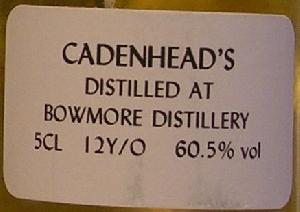 CADENHEAD'S
DISTILLED AT
BOWMORE DISTILLERY
5CL 12Y/O 60.5% vol